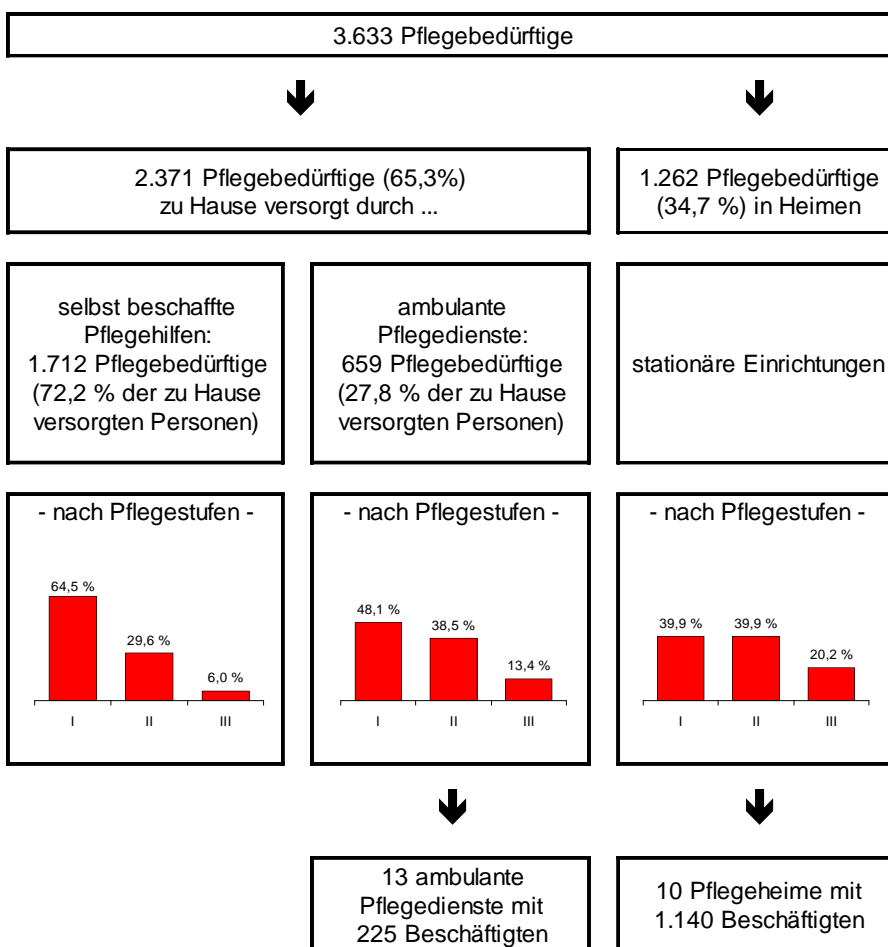 3.633 Pflegebedürftige
2.371 Pflegebedürftige (65,3%)
zu Hause versorgt durch ...
1.262 Pflegebedürftige
(34,7 %) in Heimen
selbst beschaffte
Pflegehilfen:
1.712 Pflegebedürftige
(72,2 % der zu Hause
versorgten Personen)
ambulante
Pflegedienste:
659 Pflegebedürftige
(27,8 % der zu Hause
versorgten Personen)
stationäre Einrichtungen
- nach Pflegestufen -
64,5 %
29,6 %
6,0 %
I
II
III
- nach Pflegestufen -
48,1 %
38,5 %
13,4 %
I
II
III
- nach Pflegestufen -
39,9 %
39,9 %
20,2 %
I
II
III
13 ambulante
Pflegedienste mit
225 Beschäftigten
10 Pflegeheime mit
1.140 Beschäftigten